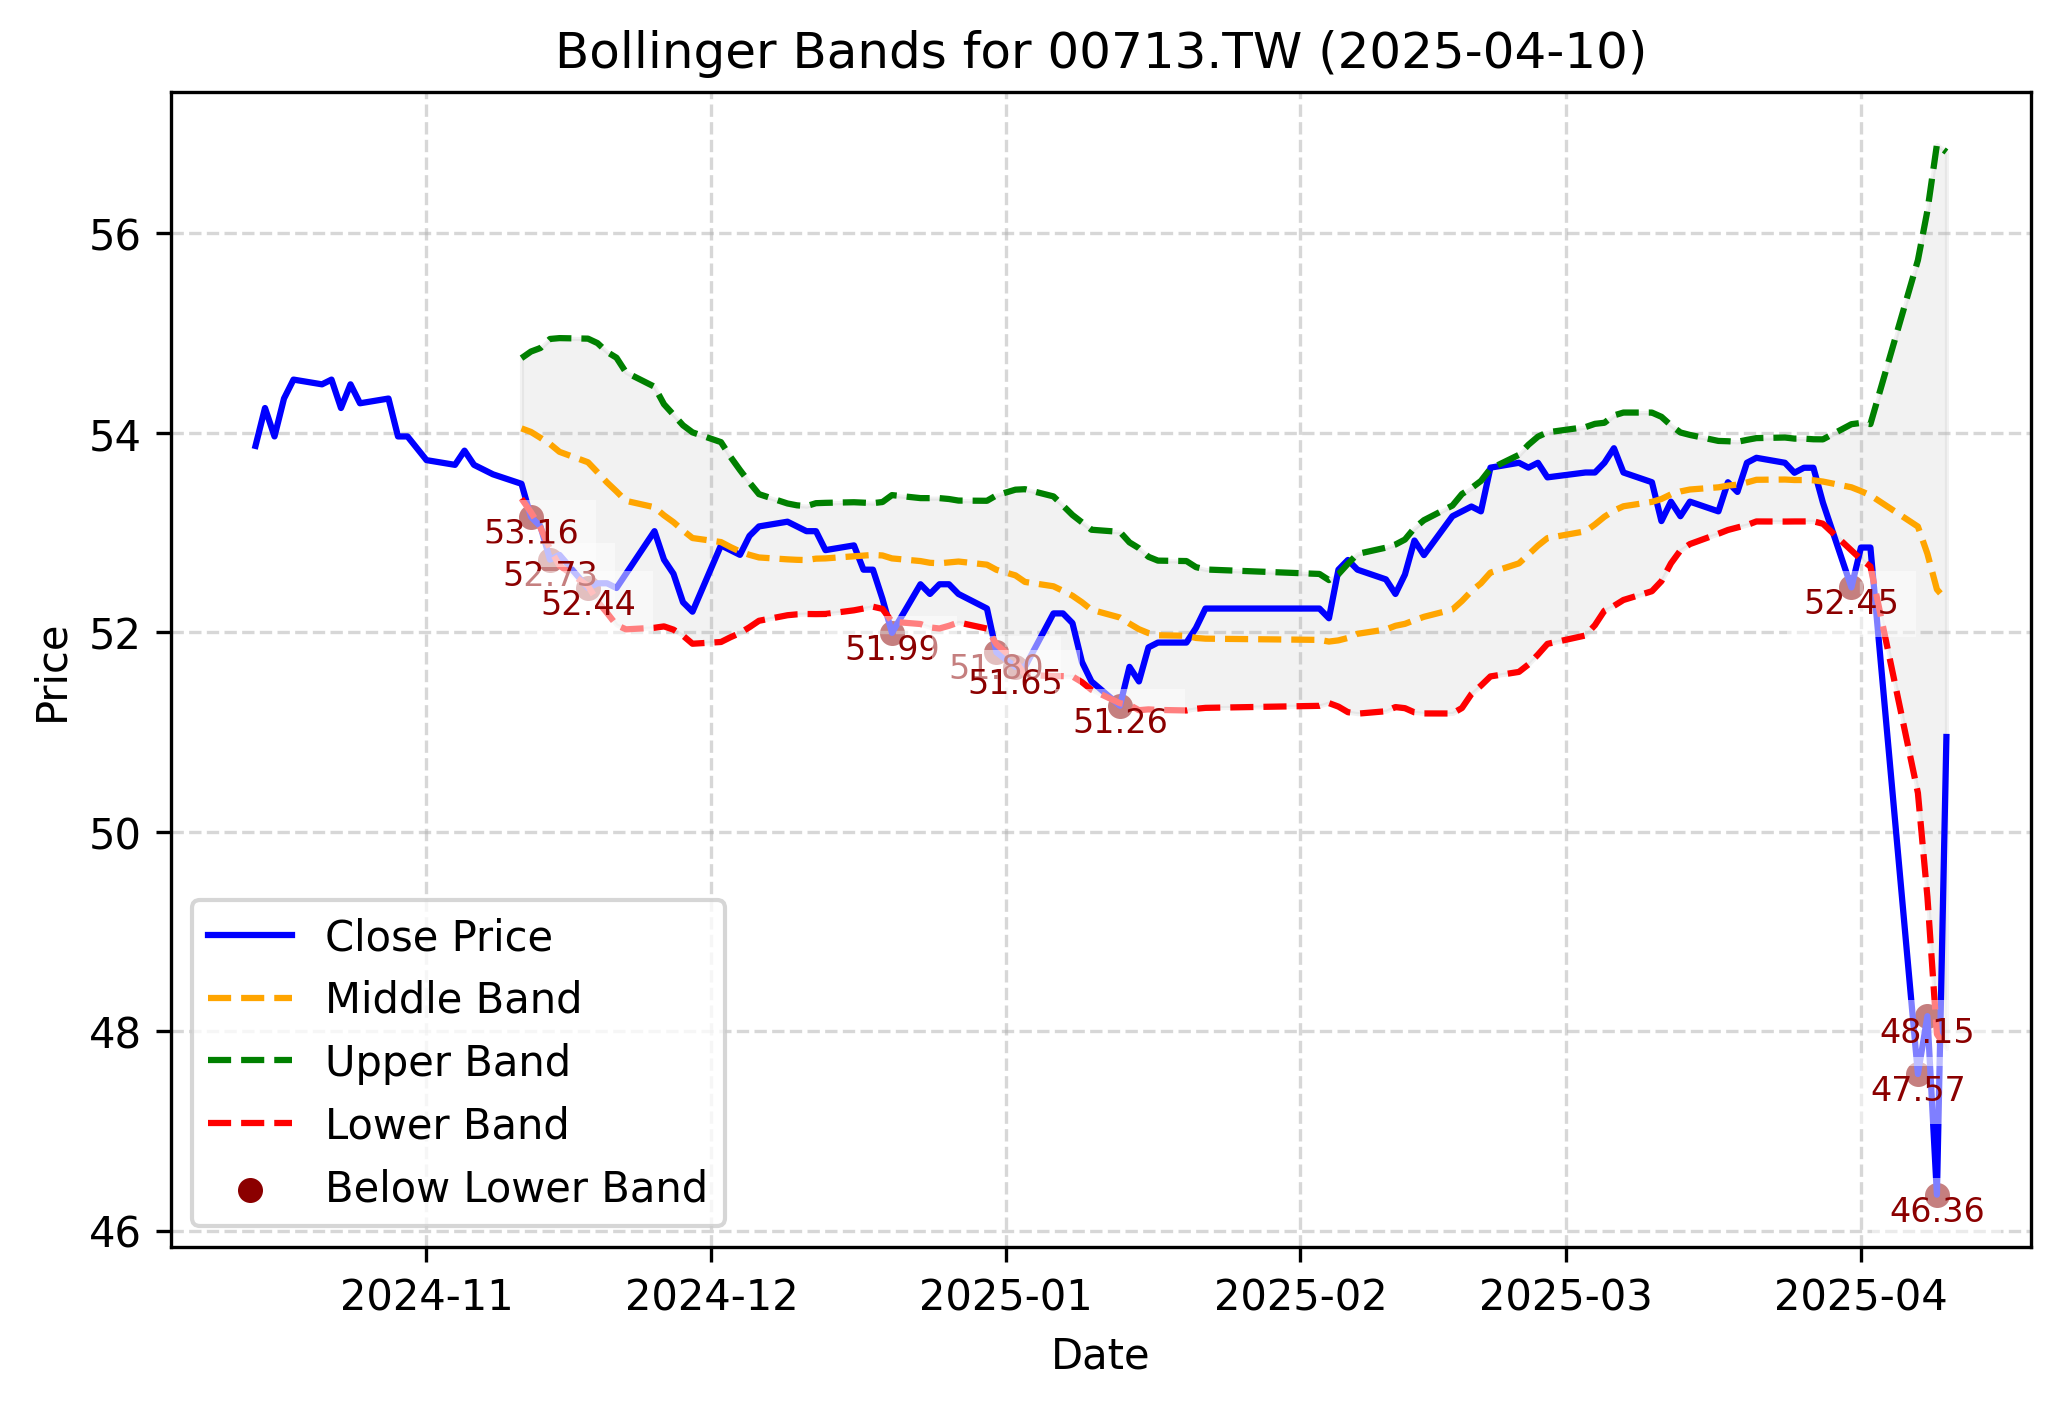 Bollinger Bands for 00713.TW (2025-04-10)
Price
56
54
52
50
48
46
53.16
52.73
52.44
51.99
51.80
51.65
51.26
52.45
48.15
47.57
46.36
Close Price
Middle Band
Upper Band
Lower Band
Below Lower Band
2024-11
2024-12
2025-01
2025-02
2025-03
2025-04
Date